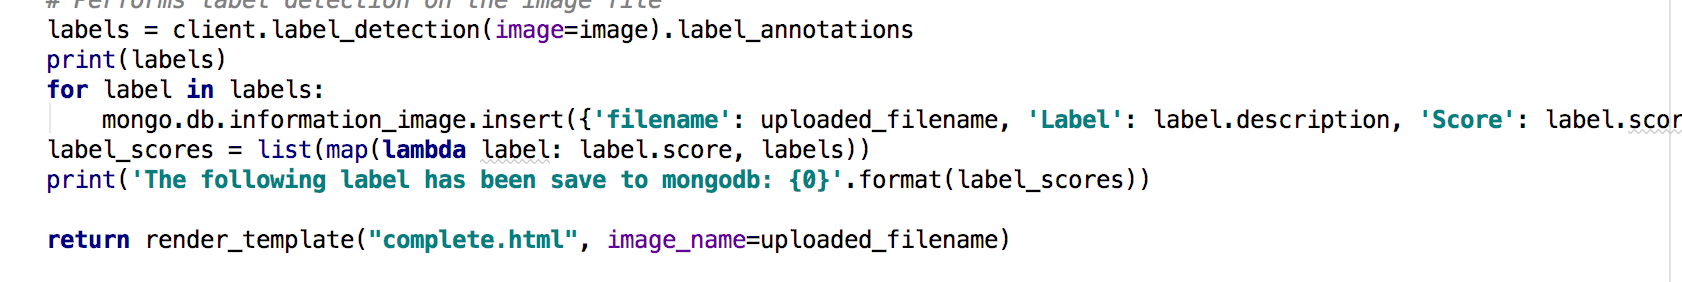 # Performs label detection on the image file
labels = client.label_detection(image=image).label_annotations
print(labels)
for label in labels:
    mongo.db.information_image.insert({'filename': uploaded_filename, 'Label': label.description, 'Score': label.scor
label_scores = list(map(lambda label: label.score, labels))
print('The following label has been save to mongodb: {0}'.format(label_scores))
return render_template("complete.html", image_name=uploaded_filename)